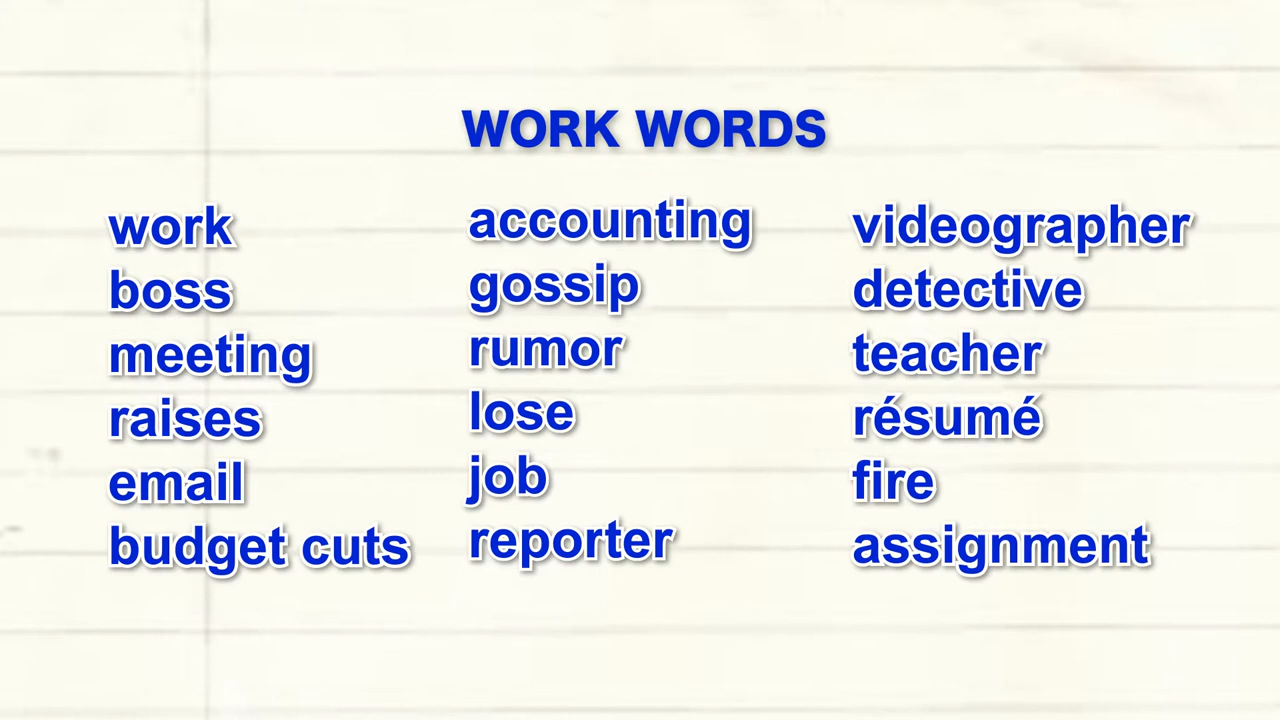 WORK WORDS
work
boss
meeting
raises
email
budget cuts
accounting
gossip
rumor
lose
job
reporter
videographer
detective
teacher
résumé
fire
assignment